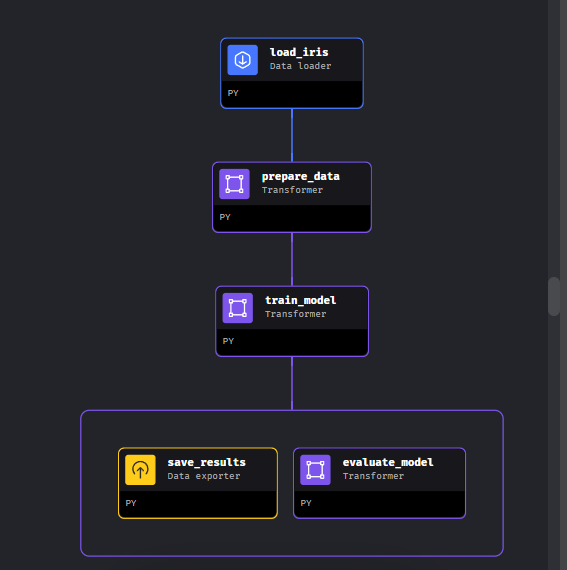 load_iris
Data loader
PY
prepare_data
Transformer
PY
train_model
Transformer
PY
save_results
Data exporter
PY
evaluate_model
Transformer
PY